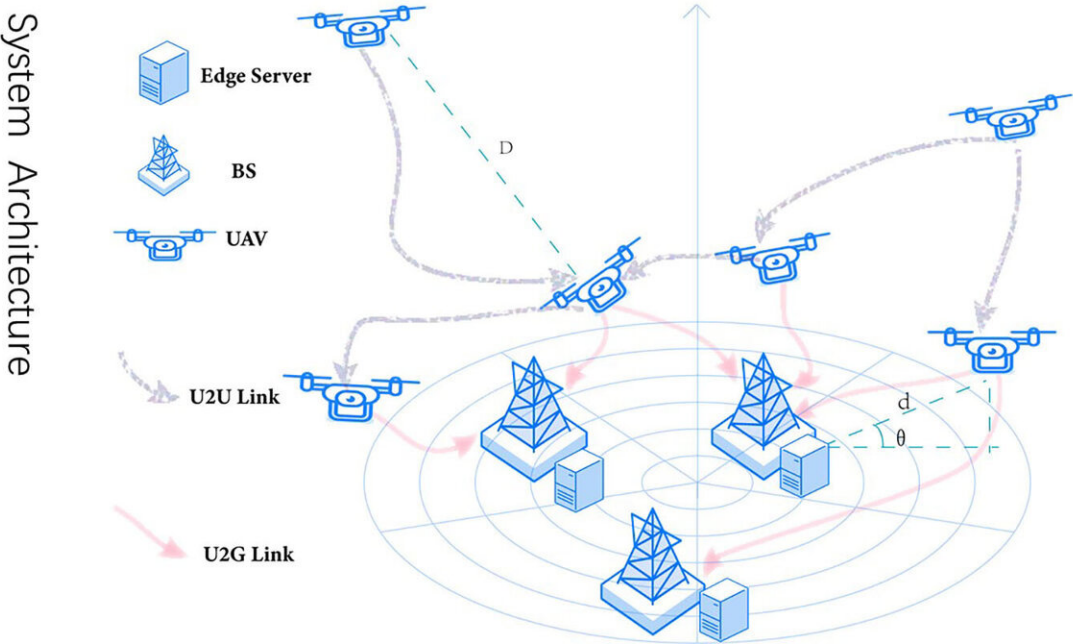 System Architecture
Edge Server
BS
UAV
U2U Link
U2G Link
D
d
θ